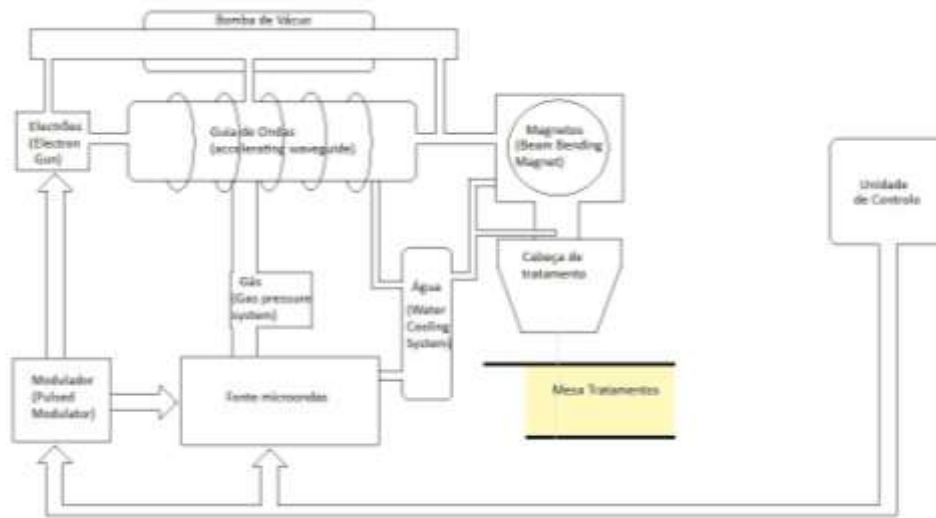 Bomba de Vácuo
Electrões
(Electron
Gun)
Guia de Ondas
(accelerating waveguide)
Magnetos
(Beam Bending
Magnet)
Unidade
de Controlo
Cabeça de
tratamento
Gás
(Gas pressure
system)
Água
(Water
Cooling
System)
Modulador
(Pulsed
Modulator)
Fonte microondas
Mesa Tratamentos